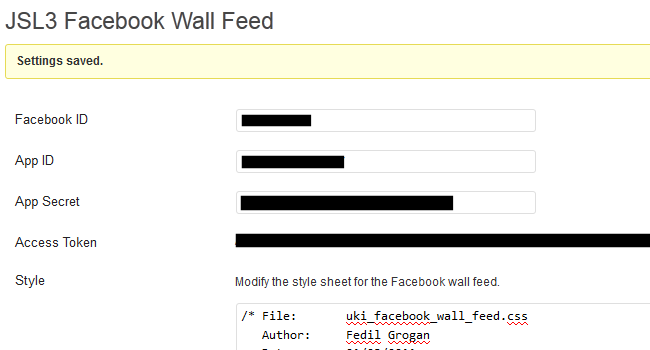 JSL3 Facebook Wall Feed
Settings saved.
Facebook ID
App ID
App Secret
Access Token
Style
Modify the style sheet for the Facebook wall feed.
/* File: uki_facebook_wall_feed.css
Author: Fedil Grogan